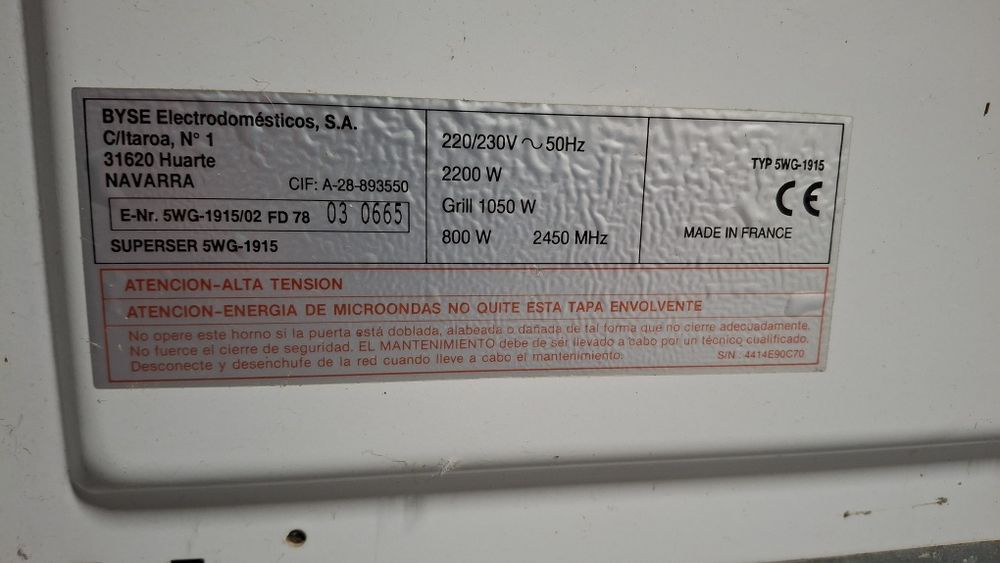 BYSE Electrodomésticos, S.A.
C/Itaroa, N° 1
31620 Huarte
NAVARRA CIF: A-28-893550
E-Nr. 5WG-1915/02 FD 78 03 0665
SUPERSER 5WG-1915
220/230V ~ 50Hz
2200 W
Grill 1050 W
800 W 2450 MHz
TYP 5WG-1915
CE
MADE IN FRANCE
ATENCION-ALTA TENSION
ATENCION-ENERGIA DE MICROONDAS NO QUITE ESTA TAPA ENVOLVENTE
No opere este horno si la puerta está doblada, alabeada o dañada de tal forma que no cierre adecuadamente.
No fuerce el cierre de seguridad. EL MANTENIMIENTO debe de ser llevado a cabo por un técnico cualificado.
Desconecte y desenchufe de la red cuando lleve a cabo el mantenimiento. S/N : 4414E90C70